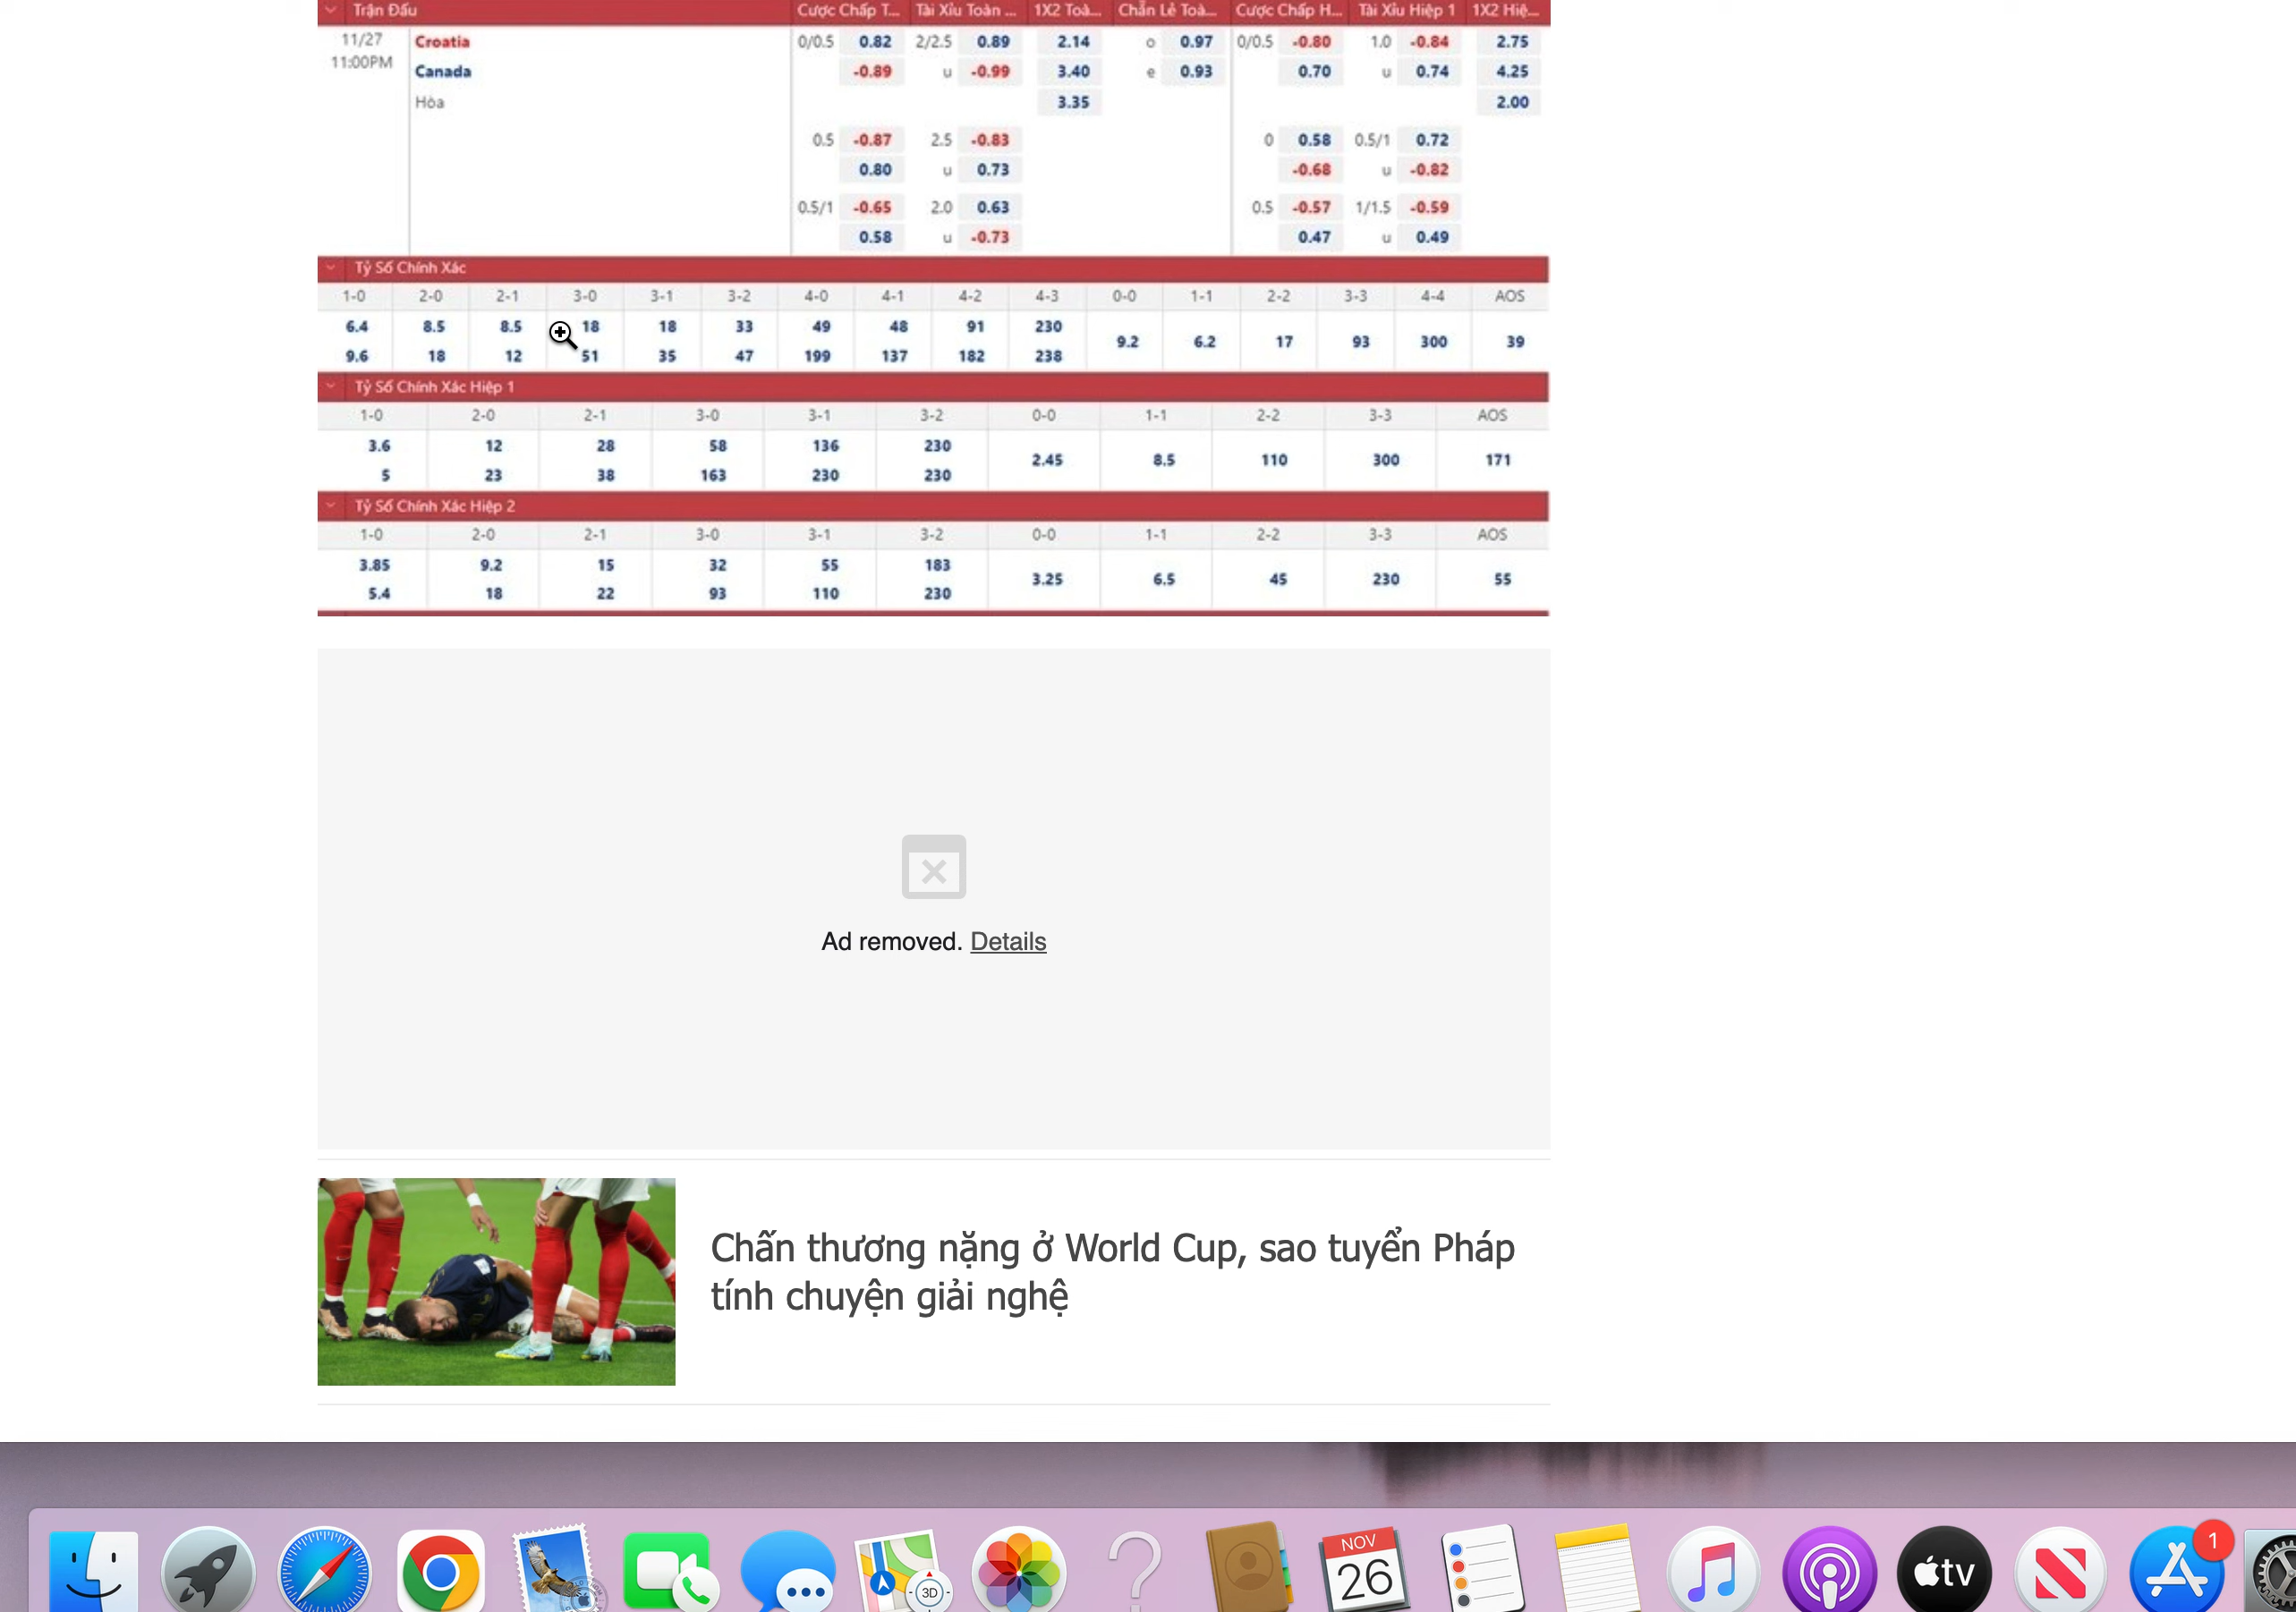 Trận Đấu Cược Chấp T... Tài Xỉu Toàn ... 1X2 Toà... Chẵn Lẻ Toà... Cược Chấp H... Tài Xỉu Hiệp 1 1X2 Hiệ...
11/27 Croatia 0/0.5 0.82 2/2.5 0.89 2.14 o 0.97 0/0.5 -0.80 1.0 -0.84 2.75
11:00PM Canada -0.89 u -0.99 3.40 e 0.93 0.70 u 0.74 4.25
Hòa 3.35 2.00
0.5 -0.87 2.5 -0.83 0 0.58 0.5/1 0.72
0.80 u 0.73 -0.68 u -0.82
0.5/1 -0.65 2.0 0.63 0.5 -0.57 1/1.5 -0.59
0.58 u -0.73 0.47 u 0.49
Tỷ Số Chính Xác
1-0 2-0 2-1 3-0 3-1 3-2 4-0 4-1 4-2 4-3 0-0 1-1 2-2 3-3 4-4 AOS
6.4 8.5 8.5 18 18 33 49 48 91 230
9.2 6.2 17 93 300 39
9.6 18 12 51 35 47 199 137 182 238
Tỷ Số Chính Xác Hiệp 1
1-0 2-0 2-1 3-0 3-1 3-2 0-0 1-1 2-2 3-3 AOS
3.6 12 28 58 136 230
2.45 8.5 110 300 171
5 23 38 163 230 230
Tỷ Số Chính Xác Hiệp 2
1-0 2-0 2-1 3-0 3-1 3-2 0-0 1-1 2-2 3-3 AOS
3.85 9.2 15 32 55 183
3.25 6.5 45 230 55
5.4 18 22 93 110 230
Ad removed. Details
Chấn thương nặng ở World Cup, sao tuyển Pháp
tính chuyện giải nghệ
3D
NOV
26
tv
1